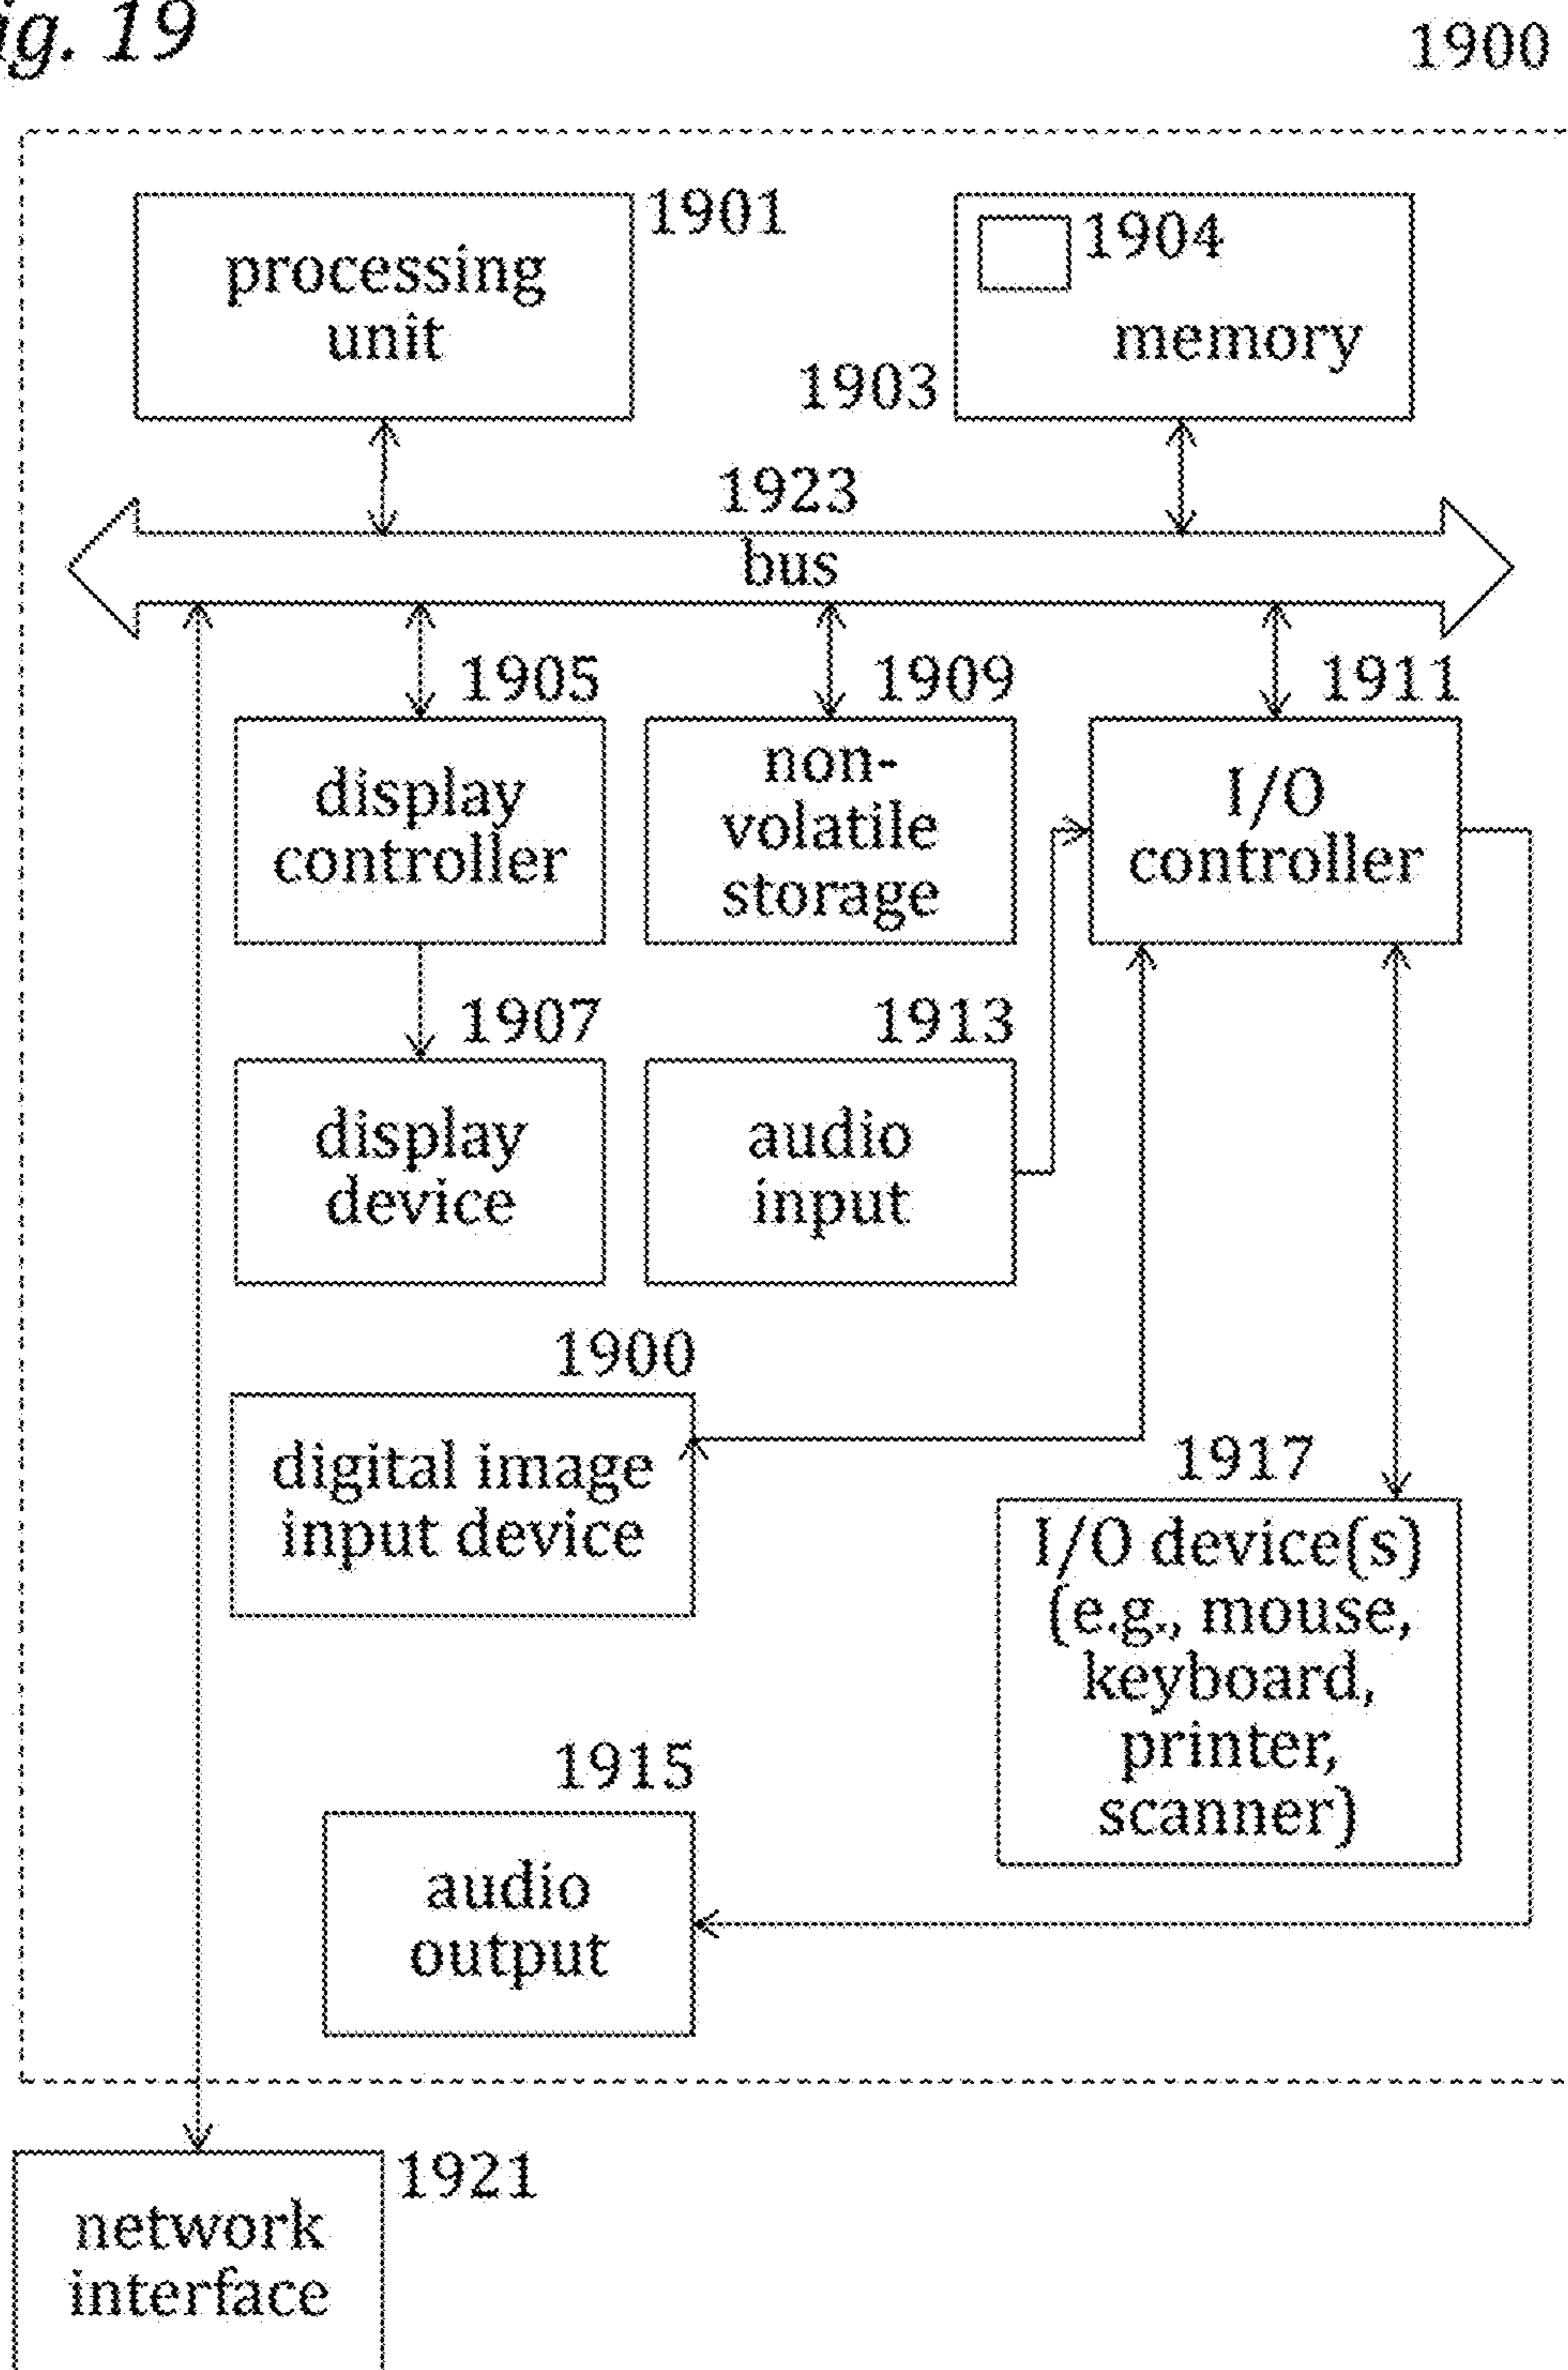 ig. 19
1900
1901
processing
unit
1904
memory
1903
1923
bus
1905
1909
1911
display
controller
non-
volatile
storage
I/O
controller
1907
1913
display
device
audio
input
1900
digital image
input device
1917
I/O device(s)
(e.g., mouse,
keyboard,
printer,
scanner)
1915
audio
output
1921
network
interface